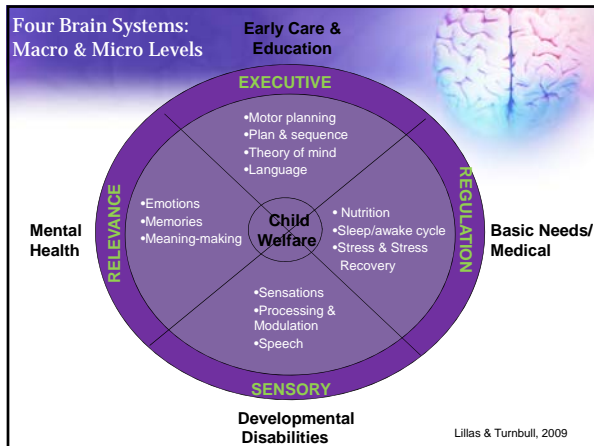 Four Brain Systems:
Macro & Micro Levels
Early Care &
Education
EXECUTIVE
•Motor planning
•Plan & sequence
•Theory of mind
•Language
RELEVANCE
•Emotions
•Memories
•Meaning-making
Mental
Health
Child
Welfare
REGULATION
• Nutrition
•Sleep/awake cycle
•Stress & Stress
Recovery
Basic Needs/
Medical
•Sensations
•Processing &
Modulation
•Speech
SENSORY
Developmental
Disabilities
Lillas & Turnbull, 2009